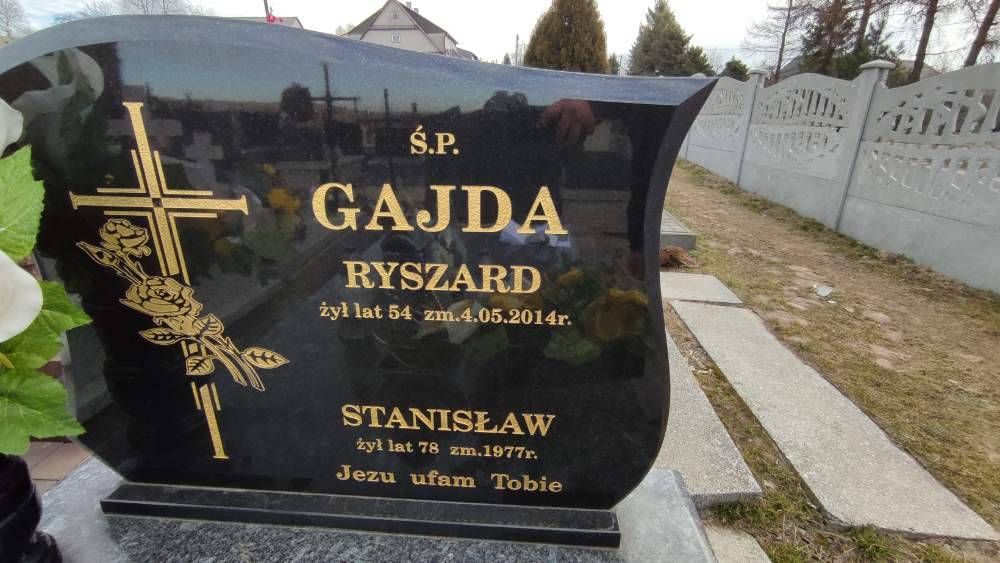 Ś.P.
GAJDA
RYSZARD
żył lat 54 zm.4.05.2014r.
STANISŁAW
żył lat 78 zm.1977r.
Jezu ufam Tobie